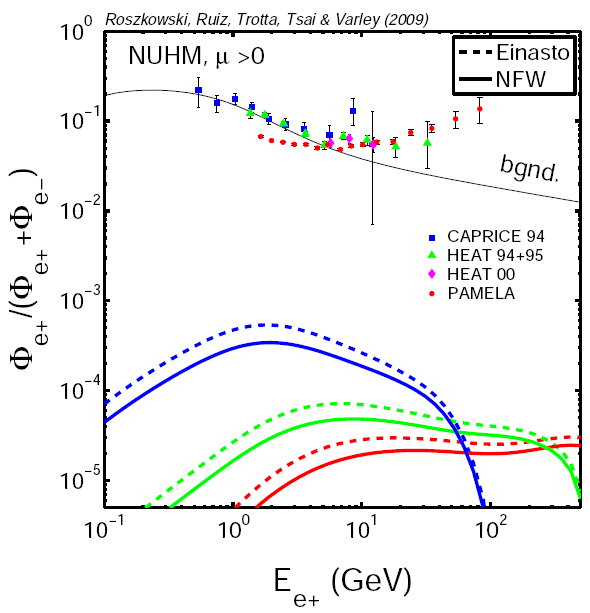 Roszkowski, Ruiz, Trotta, Tsai & Varley (2009)
NUHM, μ >0
Einasto
NFW
bgnd.
CAPRICE 94
HEAT 94+95
HEAT 00
PAMELA
Φe+/(Φe++Φe−)
10^0
10^−1
10^−2
10^−3
10^−4
10^−5
10^−1 10^0 10^1 10^2
Ee+ (GeV)